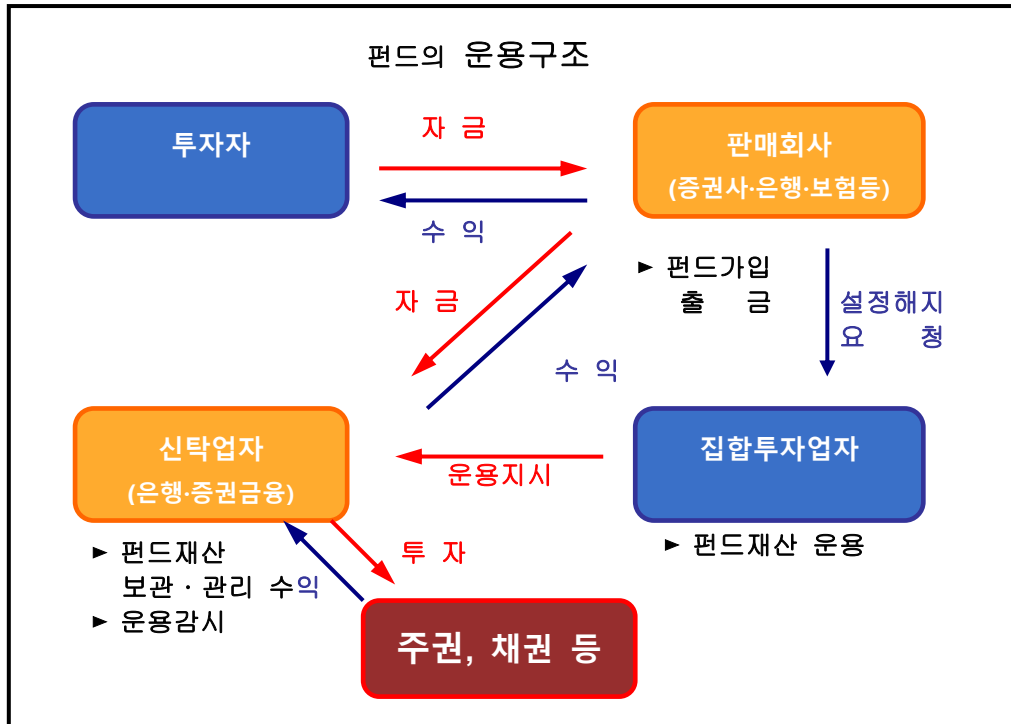 펀드의 운용구조
투자자
자 금
판매회사
(증권사·은행·보험등)
수 익
► 펀드가입
출 금
자 금
설정해지
요 청
수 익
신탁업자
(은행·증권금융)
운용지시
집합투자업자
► 펀드재산
보관·관리 수익
► 운용감시
투 자
► 펀드재산 운용
주권, 채권 등